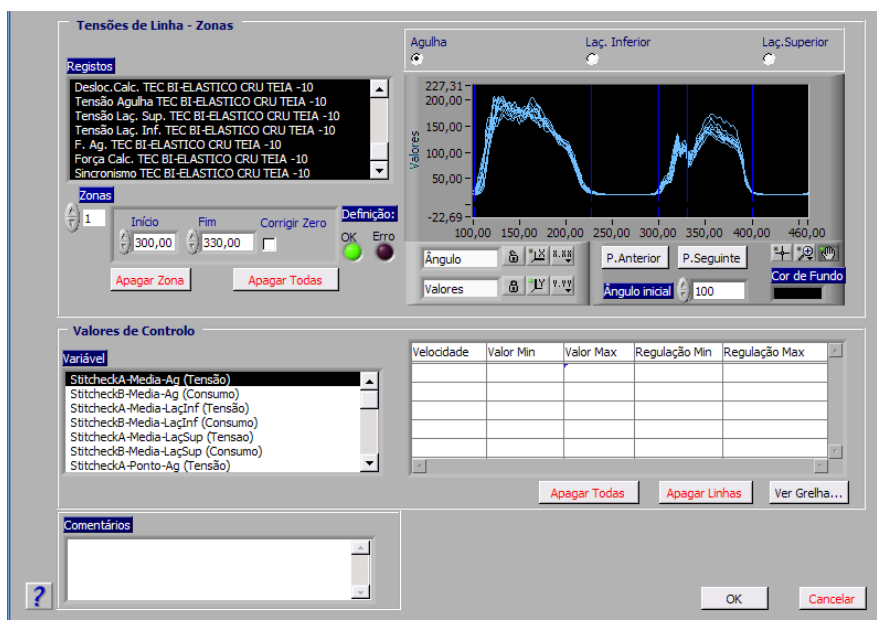 Tensões de Linha - Zonas
Registos
Desloc.Calc. TEC BI-ELASTICO CRU TEIA -10
Tensão Agulha TEC BI-ELASTICO CRU TEIA -10
Tensão Laç. Sup. TEC BI-ELASTICO CRU TEIA -10
Tensão Laç. Inf. TEC BI-ELASTICO CRU TEIA -10
F. Ag. TEC BI-ELASTICO CRU TEIA -10
Força Calc. TEC BI-ELASTICO CRU TEIA -10
Sincronismo TEC BI-ELASTICO CRU TEIA -10
Zonas
1
Início
Fim
Corrigir Zero
300,00
330,00
Definição:
OK
Erro
Apagar Zona
Apagar Todas
Agulha
Laç. Inferior
Laç.Superior
Valores
227,31
200,00
150,00
100,00
50,00
-22,69
100,00 150,00 200,00 250,00 300,00 350,00 400,00 460,00
Ângulo
X
X.XX
P.Anterior
P.Seguinte
Cor de Fundo
Valores
Y
Y.YY
Ângulo inicial
100
Valores de Controlo
Variável
StitcheckA-Media-Ag (Tensão)
StitcheckB-Media-Ag (Consumo)
StitcheckA-Media-LaçInf (Tensão)
StitcheckB-Media-LaçInf (Consumo)
StitcheckA-Media-LaçSup (Tensao)
StitcheckB-Media-LaçSup (Consumo)
StitcheckA-Ponto-Ag (Tensão)
Velocidade Valor Min Valor Max Regulação Min Regulação Max
Apagar Todas
Apagar Linhas
Ver Grelha...
Comentários
?
OK
Cancelar